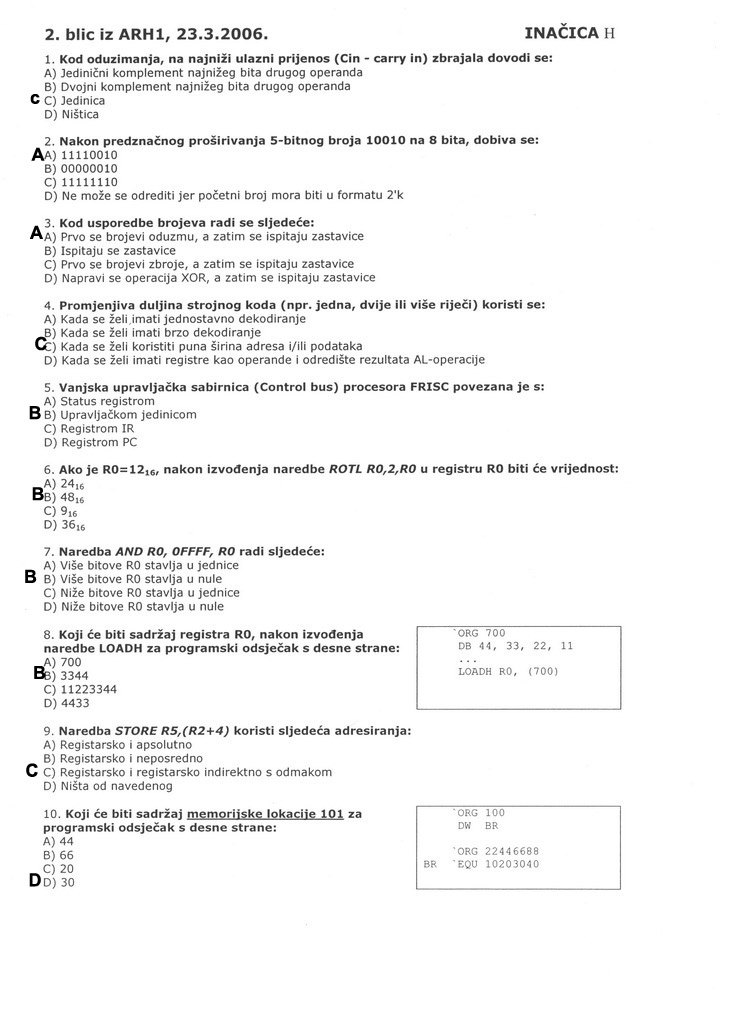 2. blic iz ARH1, 23.3.2006. INAČICA H
1. Kod oduzimanja, na najniži ulazni prijenos (Cin - carry in) zbrajala dovodi se:
A) Jedinični komplement najnižeg bita drugog operanda
B) Dvojni komplement najnižeg bita drugog operanda
c C) Jedinica
D) Ništica
2. Nakon predznačnog proširivanja 5-bitnog broja 10010 na 8 bita, dobiva se:
A A) 11110010
B) 00000010
C) 11111110
D) Ne može se odrediti jer početni broj mora biti u formatu 2'k
3. Kod usporedbe brojeva radi se sljedeće:
A A) Prvo se brojevi oduzmu, a zatim se ispitaju zastavice
B) Ispitaju se zastavice
C) Prvo se brojevi zbroje, a zatim se ispitaju zastavice
D) Napravi se operacija XOR, a zatim se ispitaju zastavice
4. Promjenjiva duljina strojnog koda (npr. jedna, dvije ili više riječi) koristi se:
A) Kada se želi imati jednostavno dekodiranje
B) Kada se želi imati brzo dekodiranje
C C) Kada se želi koristiti puna širina adresa i/ili podataka
D) Kada se želi imati registre kao operande i odredište rezultata AL-operacije
5. Vanjska upravljačka sabirnica (Control bus) procesora FRISC povezana je s:
A) Status registrom
B B) Upravljačkom jedinicom
C) Registrom IR
D) Registrom PC
6. Ako je R0=12₁₆, nakon izvođenja naredbe ROTL R0,2,R0 u registru R0 biti će vrijednost:
A) 24₁₆
B B) 48₁₆
C) 9₁₆
D) 36₁₆
7. Naredba AND R0, 0FFFF, R0 radi sljedeće:
A) Više bitove R0 stavlja u jednice
B B) Više bitove R0 stavlja u nule
C) Niže bitove R0 stavlja u jednice
D) Niže bitove R0 stavlja u nule
8. Koji će biti sadržaj registra R0, nakon izvođenja
naredbe LOADH za programski odsječak s desne strane:
A) 700
B B) 3344
C) 11223344
D) 4433
`ORG 700
DB 44, 33, 22, 11
...
LOADH R0, (700)
9. Naredba STORE R5,(R2+4) koristi sljedeća adresiranja:
A) Registarsko i apsolutno
B) Registarsko i neposredno
C C) Registarsko i registarsko indirektno s odmakom
D) Ništa od navedenog
10. Koji će biti sadržaj memorijske lokacije 101 za
programski odsječak s desne strane:
A) 44
B) 66
C) 20
D D) 30
`ORG 100
DW BR
`ORG 22446688
BR `EQU 10203040